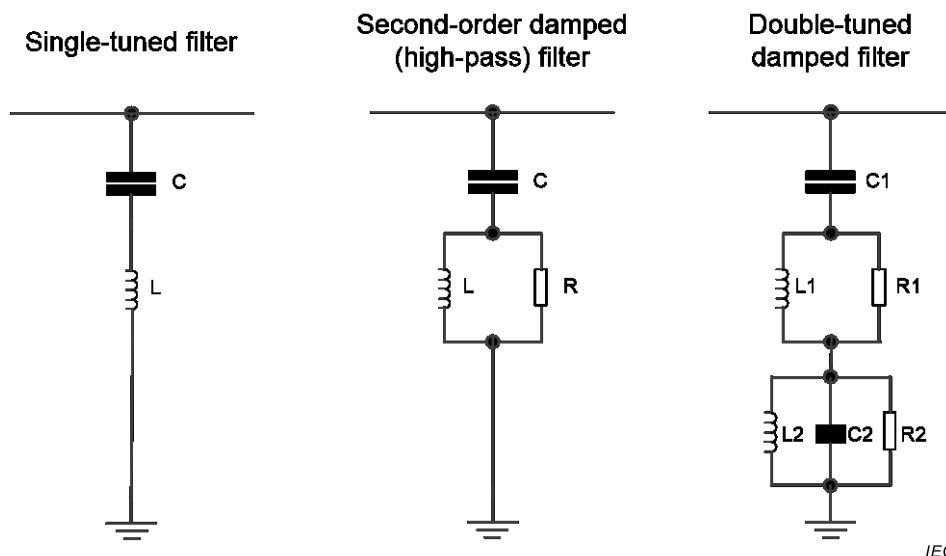 Single-tuned filter
Second-order damped
(high-pass) filter
Double-tuned
damped filter
C
L
C
L
R
C1
L1
R1
L2
C2
R2